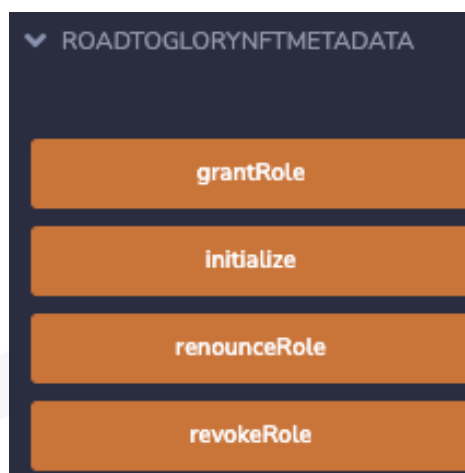 ROADTOGLORYNFTMETADATA
grantRole
initialize
renounceRole
revokeRole